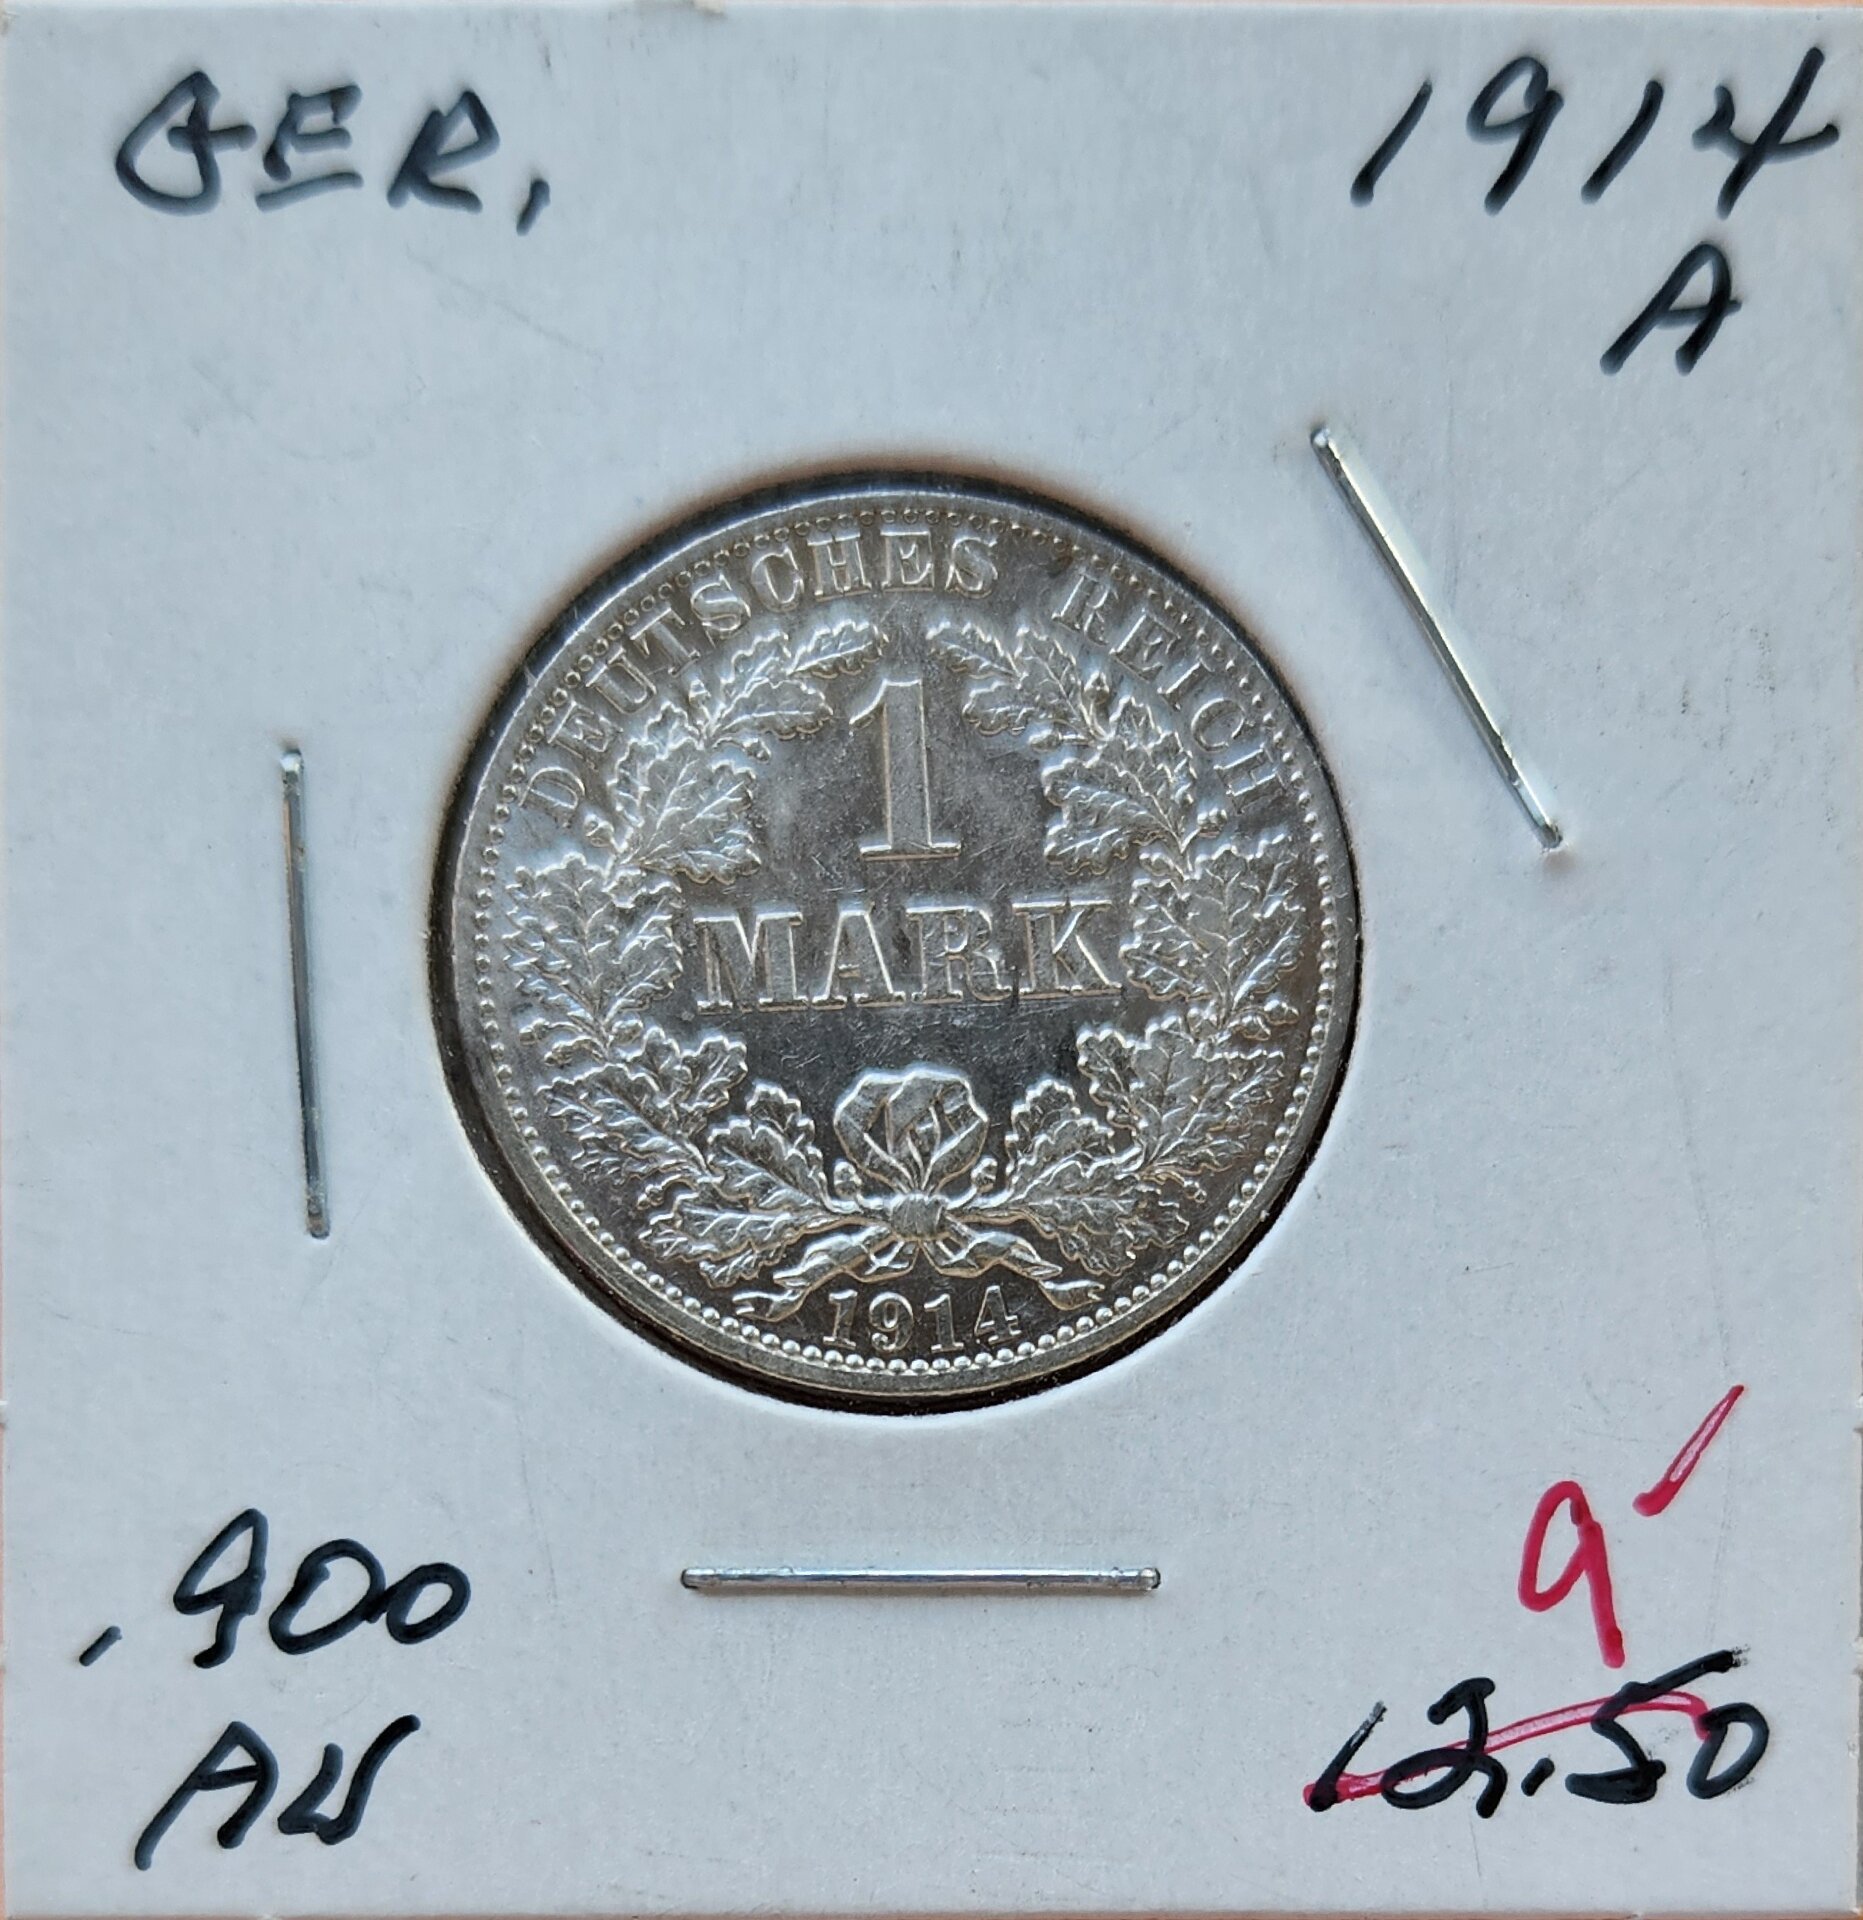 GER. 1914
A
DEUTSCHES REICH
1
MARK
1914
.900
AU
9
12.50